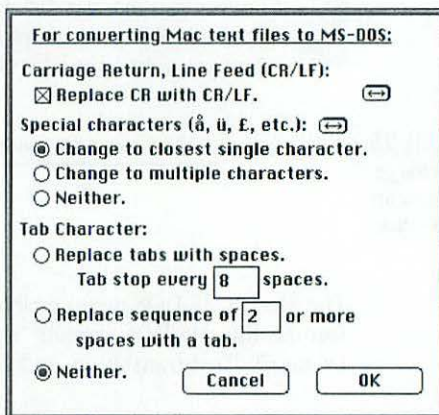 For converting Mac text files to MS-DOS:
Carriage Return, Line Feed (CR/LF):
Replace CR with CR/LF.
Special characters (å, ü, £, etc.):
Change to closest single character.
Change to multiple characters.
Neither.
Tab Character:
Replace tabs with spaces.
Tab stop every 8 spaces.
Replace sequence of 2 or more
spaces with a tab.
Neither.
Cancel OK